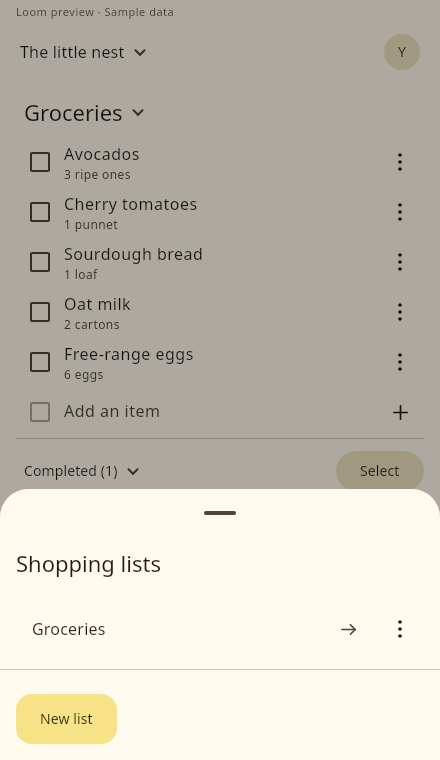 Loom preview · Sample data
The little nest
Y
Groceries
Avocados
3 ripe ones
Cherry tomatoes
1 punnet
Sourdough bread
1 loaf
Oat milk
2 cartons
Free-range eggs
6 eggs
Add an item
Completed (1)
Select
Shopping lists
Groceries
New list